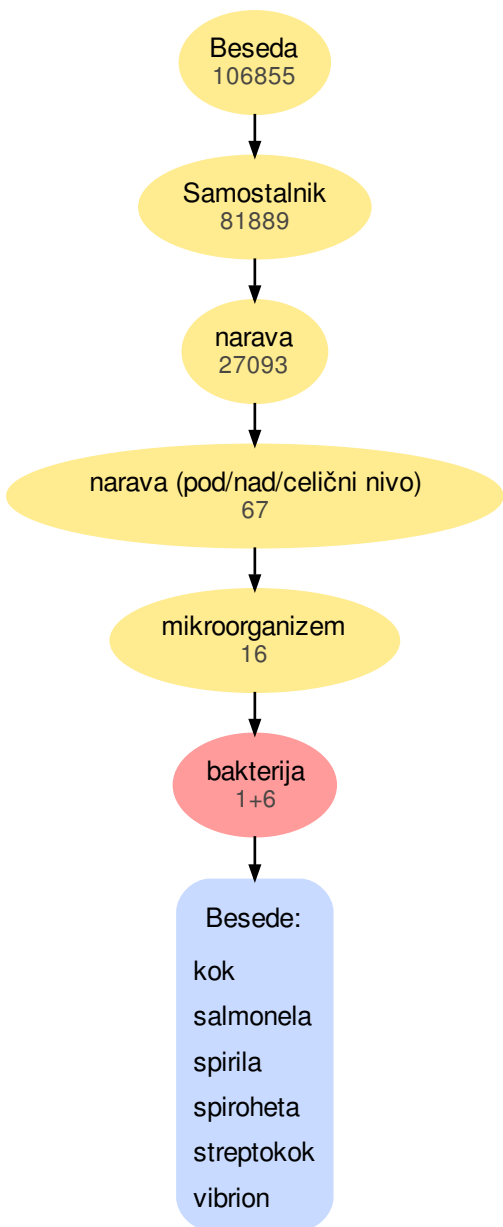 Beseda
106855
Samostalnik
81889
narava
27093
narava (pod/nad/celični nivo)
67
mikroorganizem
16
bakterija
1+6
Besede:
kok
salmonela
spirila
spiroheta
streptokok
vibrion